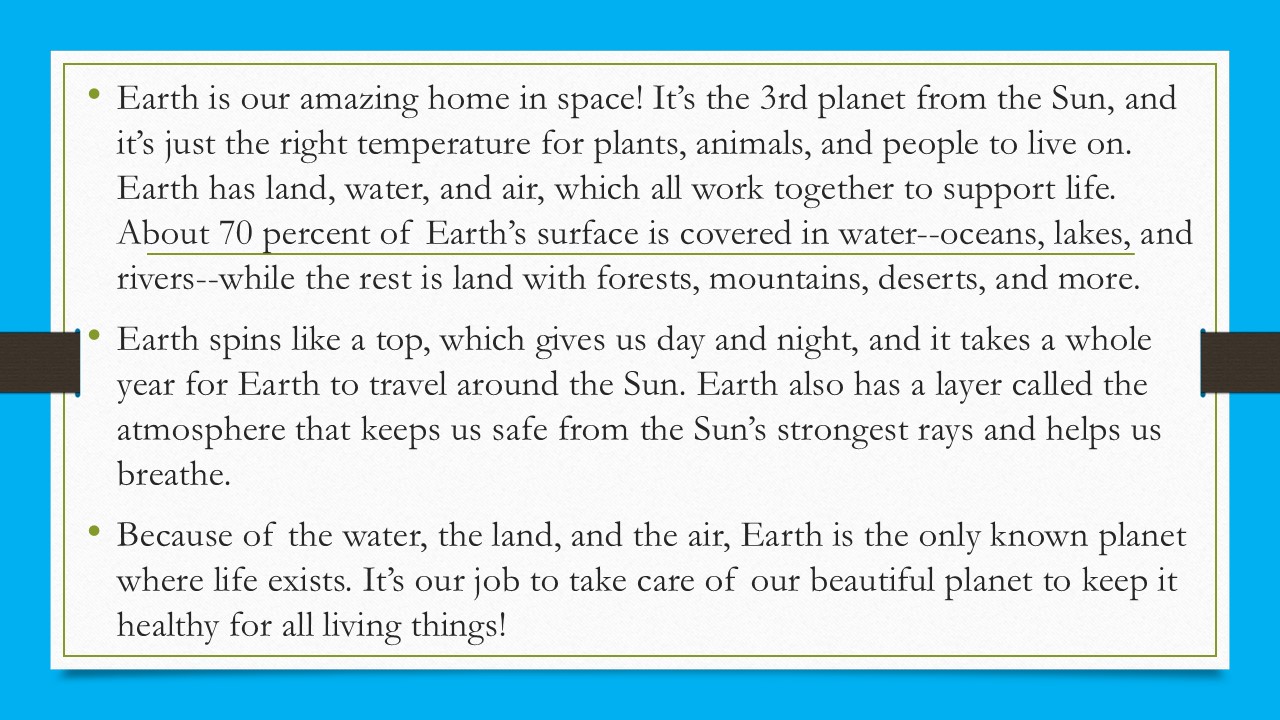 • Earth is our amazing home in space! It’s the 3rd planet from the Sun, and
it’s just the right temperature for plants, animals, and people to live on.
Earth has land, water, and air, which all work together to support life.
About 70 percent of Earth’s surface is covered in water--oceans, lakes, and
rivers--while the rest is land with forests, mountains, deserts, and more.
• Earth spins like a top, which gives us day and night, and it takes a whole
year for Earth to travel around the Sun. Earth also has a layer called the
atmosphere that keeps us safe from the Sun’s strongest rays and helps us
breathe.
• Because of the water, the land, and the air, Earth is the only known planet
where life exists. It’s our job to take care of our beautiful planet to keep it
healthy for all living things!